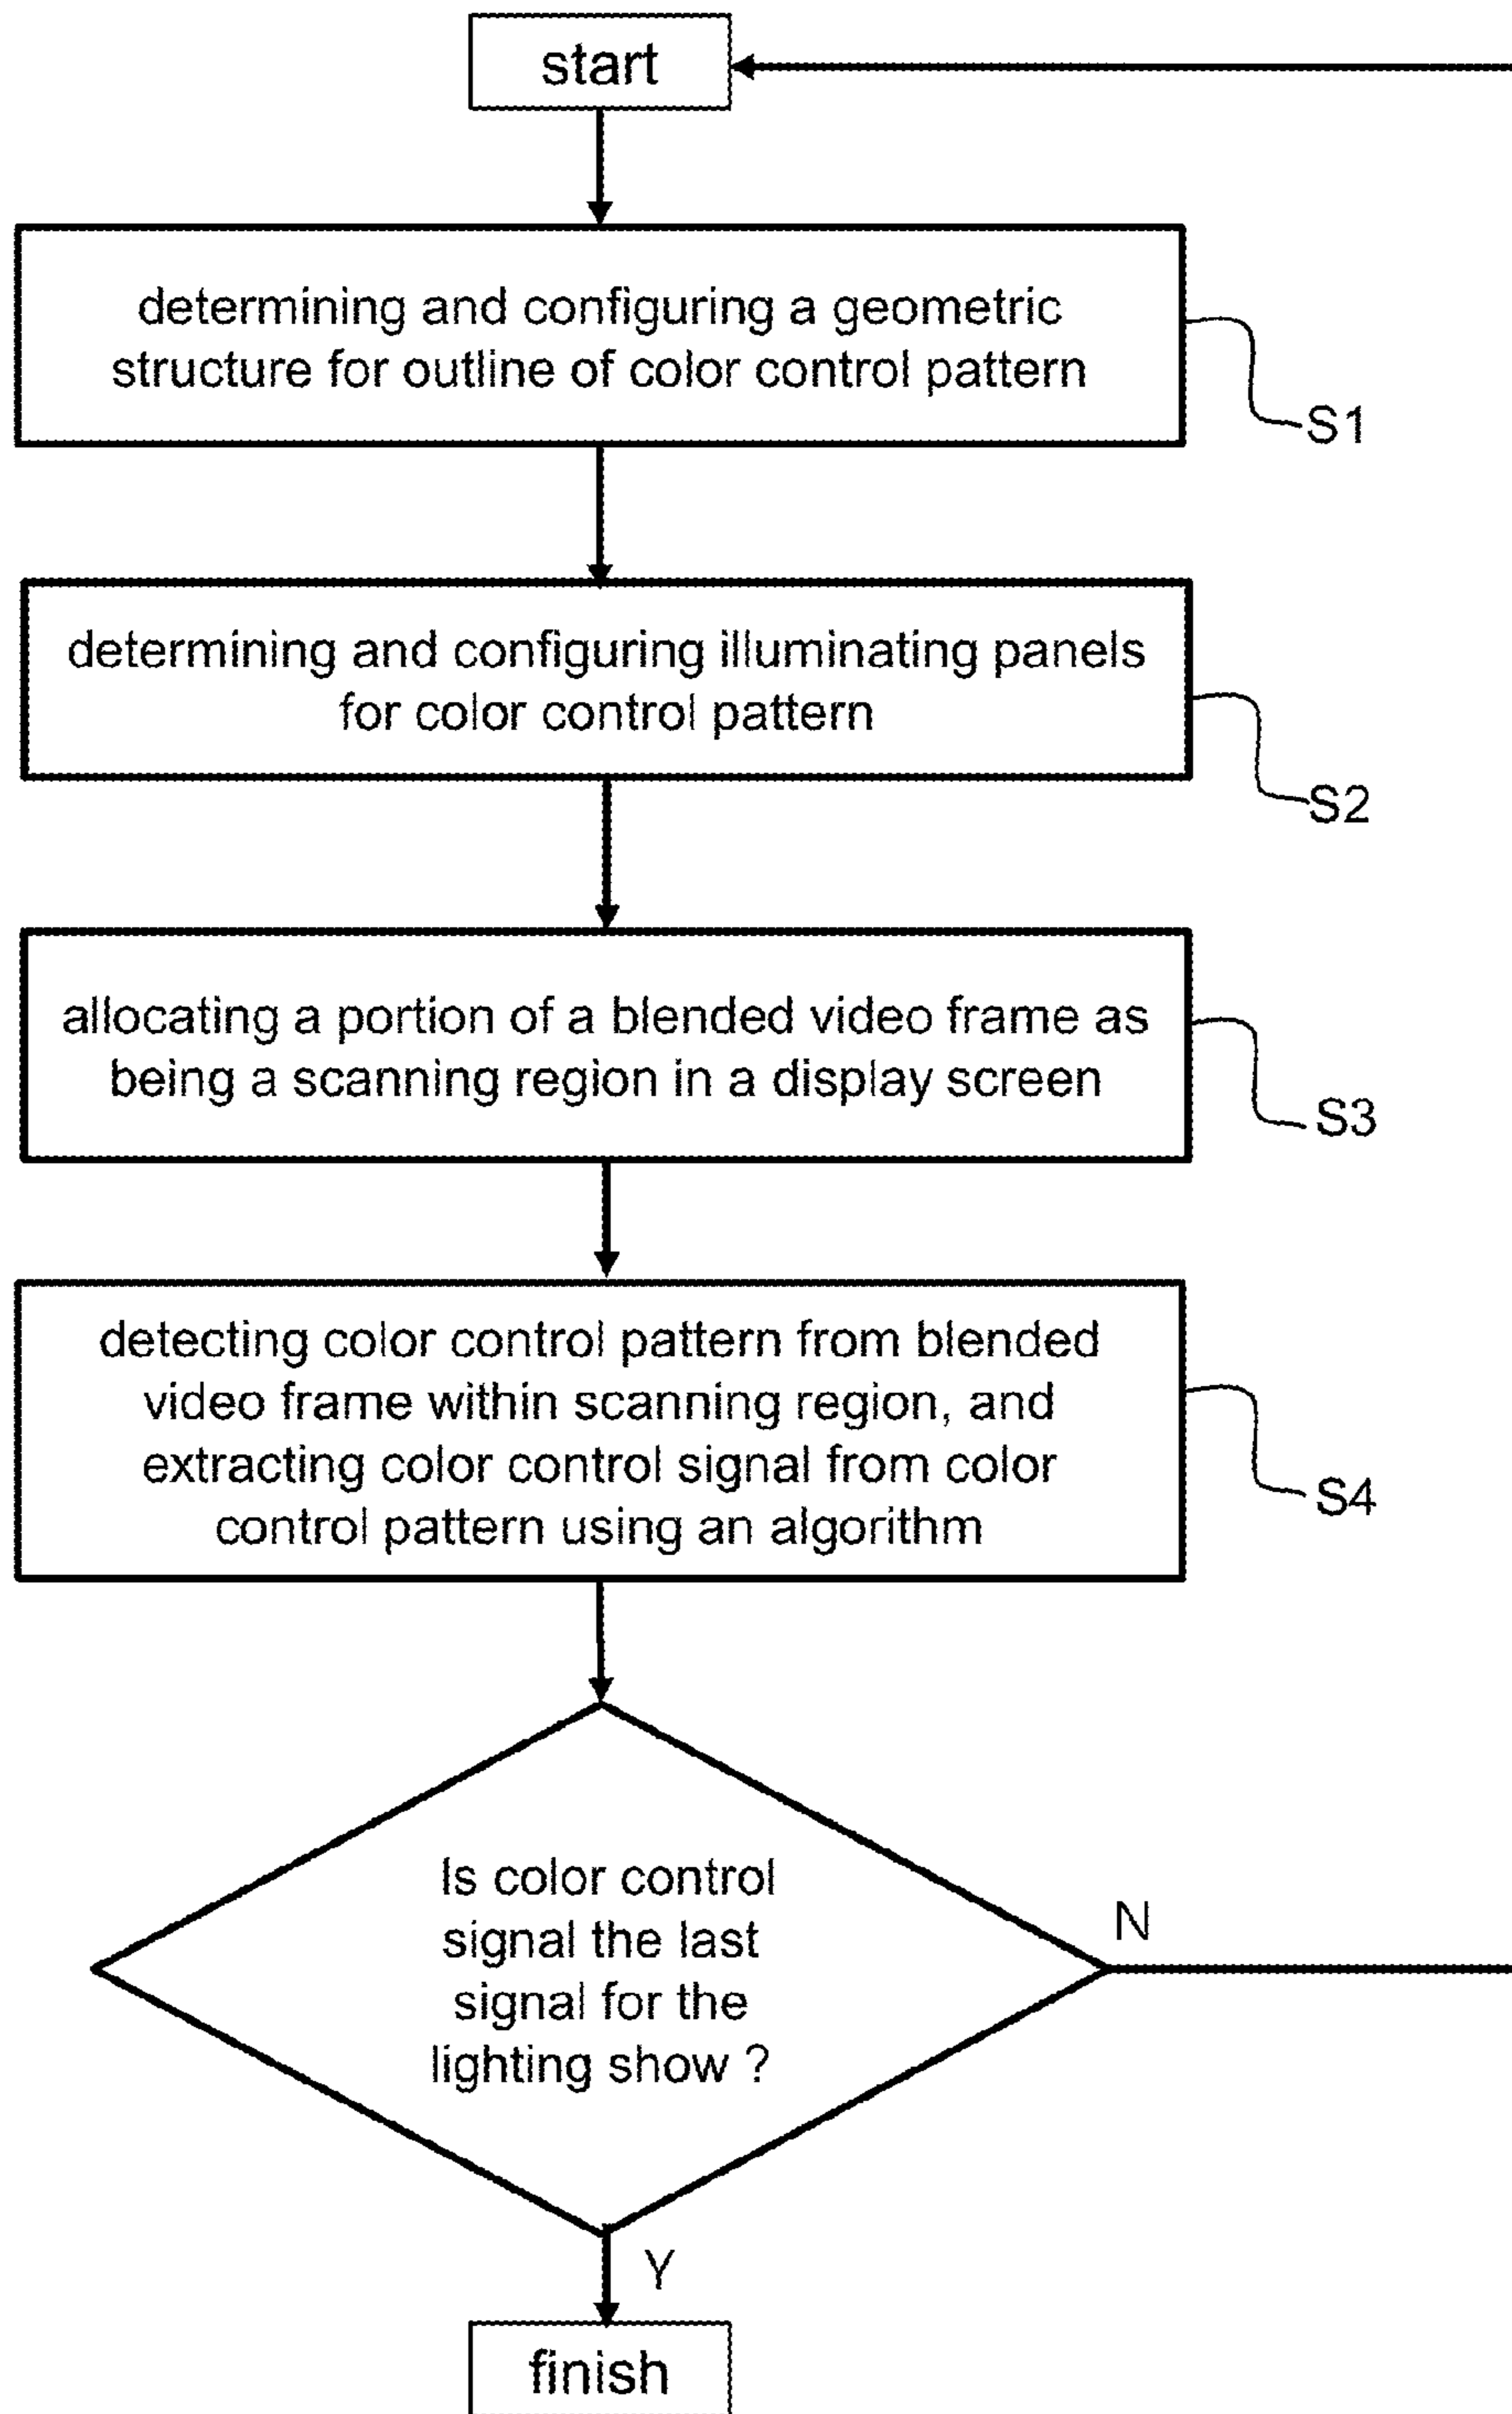 start
determining and configuring a geometric
structure for outline of color control pattern
S1
determining and configuring illuminating panels
for color control pattern
S2
allocating a portion of a blended video frame as
being a scanning region in a display screen
S3
detecting color control pattern from blended
video frame within scanning region, and
extracting color control signal from color
control pattern using an algorithm
S4
Is color control
signal the last
signal for the
lighting show ?
N
Y
finish